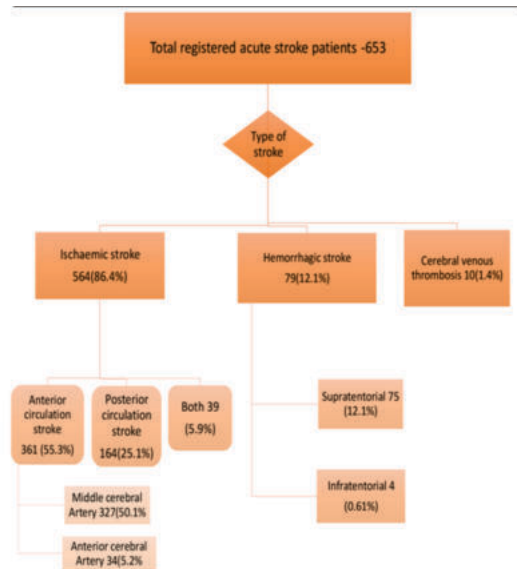 Total registered acute stroke patients -653
Type of
stroke
Ischaemic stroke
564(86.4%)
Hemorrhagic stroke
79(12.1%)
Cerebral venous
thrombosis 10(1.4%)
Anterior
circulation
stroke
361 (55.3%)
Posterior
circulation
stroke
164(25.1%)
Both 39
(5.9%)
Supratentorial 75
(12.1%)
Middle cerebral
Artery 327(50.1%
Infratentorial 4
(0.61%)
Anterior cerebral
Artery 34(5.2%